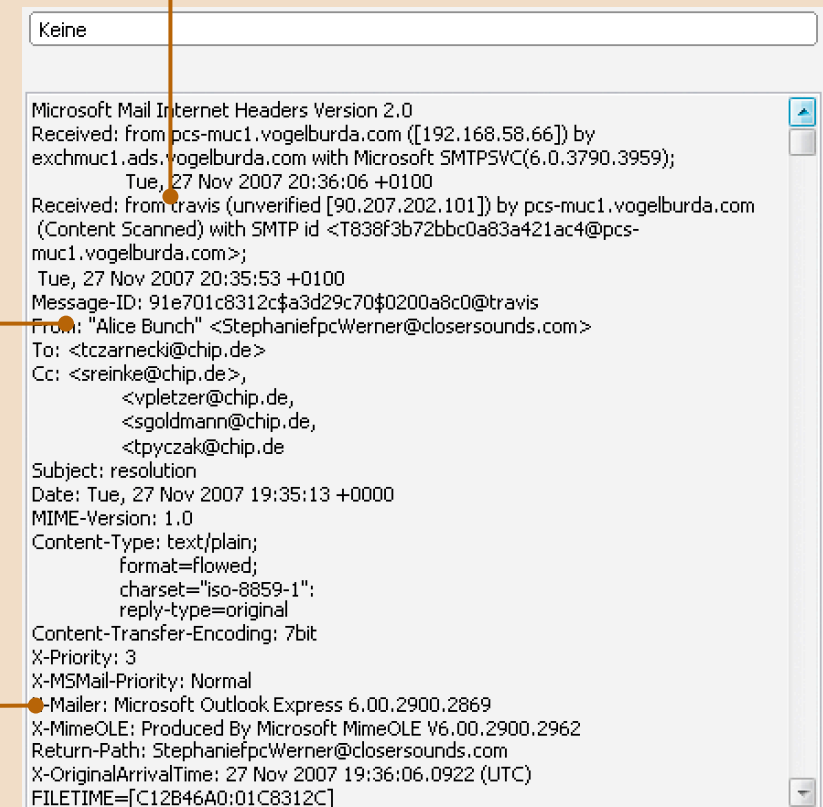 Keine
Microsoft Mail Internet Headers Version 2.0
Received: from pcs-muc1.vogelburda.com ([192.168.58.66]) by
exchmuc1.ads.vogelburda.com with Microsoft SMTPSVC(6.0.3790.3959);
Tue, 27 Nov 2007 20:36:06 +0100
Received: from travis (unverified [90.207.202.101]) by pcs-muc1.vogelburda.com
(Content Scanned) with SMTP id <T838f3b72bbc0a83a421ac4@pcs-
muc1.vogelburda.com>;
Tue, 27 Nov 2007 20:35:53 +0100
Message-ID: 91e701c8312c$a3d29c70$0200a8c0@travis
From: "Alice Bunch" <StephaniefpcWerner@closersounds.com>
To: <tczarnecki@chip.de>
Cc: <sreinke@chip.de>,
<vpletzer@chip.de,
<sgoldmann@chip.de,
<tpyczak@chip.de
Subject: resolution
Date: Tue, 27 Nov 2007 19:35:13 +0000
MIME-Version: 1.0
Content-Type: text/plain;
format=flowed;
charset="iso-8859-1":
reply-type=original
Content-Transfer-Encoding: 7bit
X-Priority: 3
X-MSMail-Priority: Normal
X-Mailer: Microsoft Outlook Express 6.00.2900.2869
X-MimeOLE: Produced By Microsoft MimeOLE V6.00.2900.2962
Return-Path: StephaniefpcWerner@closersounds.com
X-OriginalArrivalTime: 27 Nov 2007 19:36:06.0922 (UTC)
FILETIME=[C12B46A0:01C8312C]